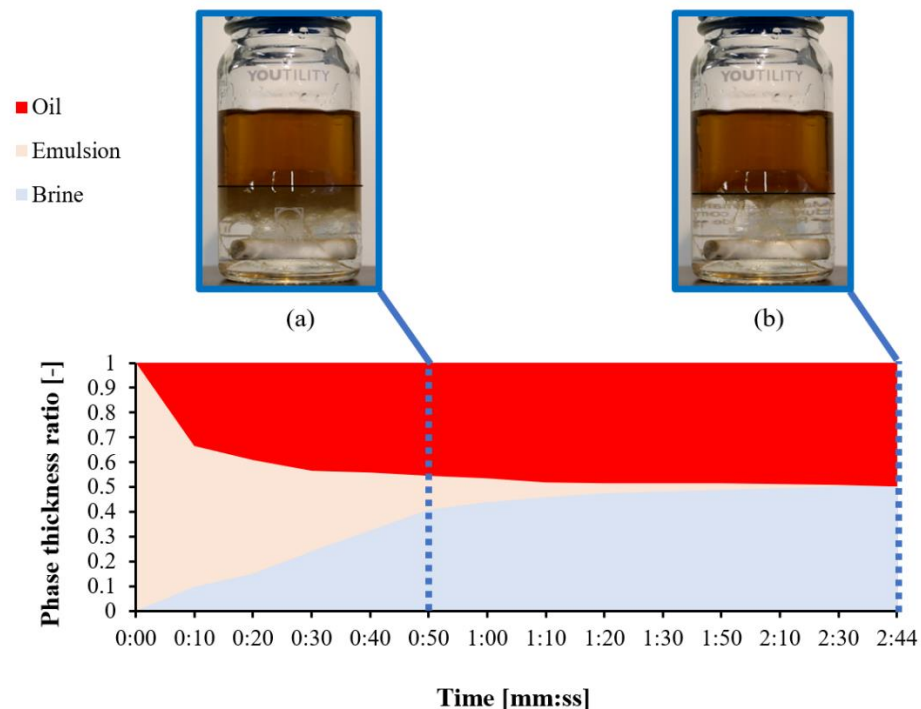 YOUTILITY
YOUTILITY
Oil
Emulsion
Brine
(a)
(b)
Phase thickness ratio [-]
1
0.9
0.8
0.7
0.6
0.5
0.4
0.3
0.2
0.1
0
0:00 0:10 0:20 0:30 0:40 0:50 1:00 1:10 1:20 1:30 1:50 2:10 2:30 2:44
Time [mm:ss]